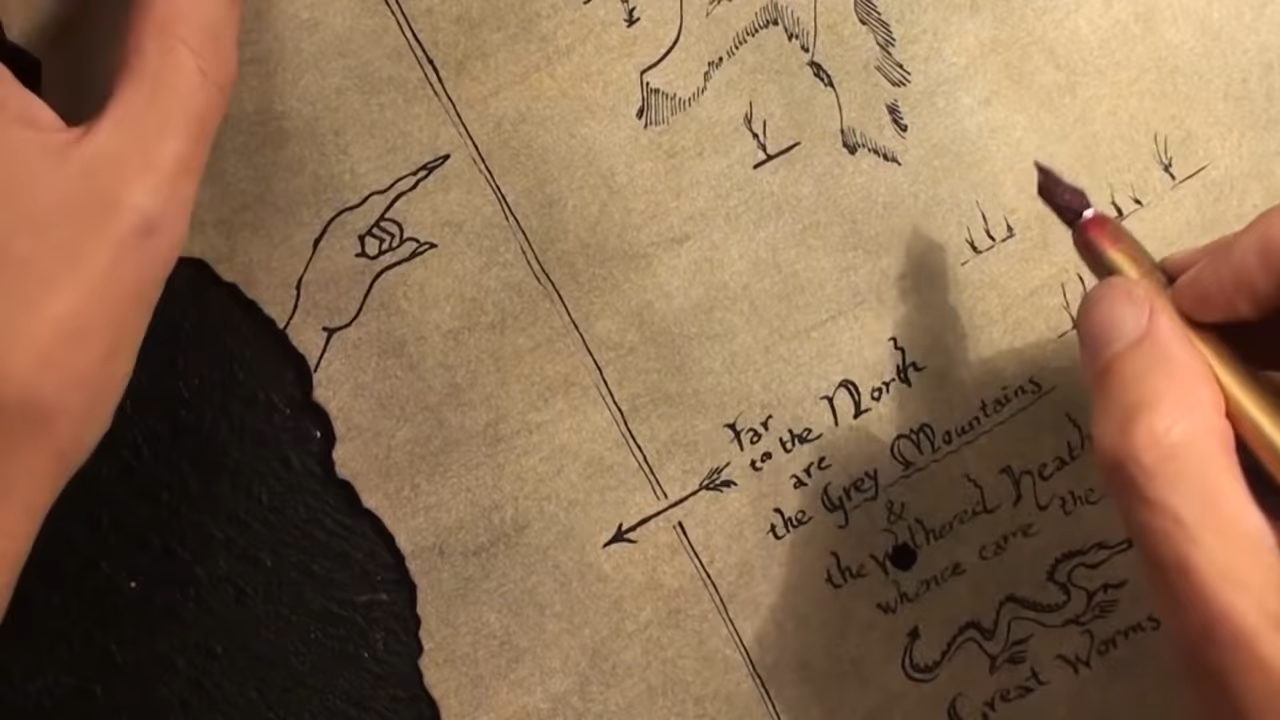 Far
to the North
are
the Grey Mountains
&
the Withered Heath
whence came the
Great Worms